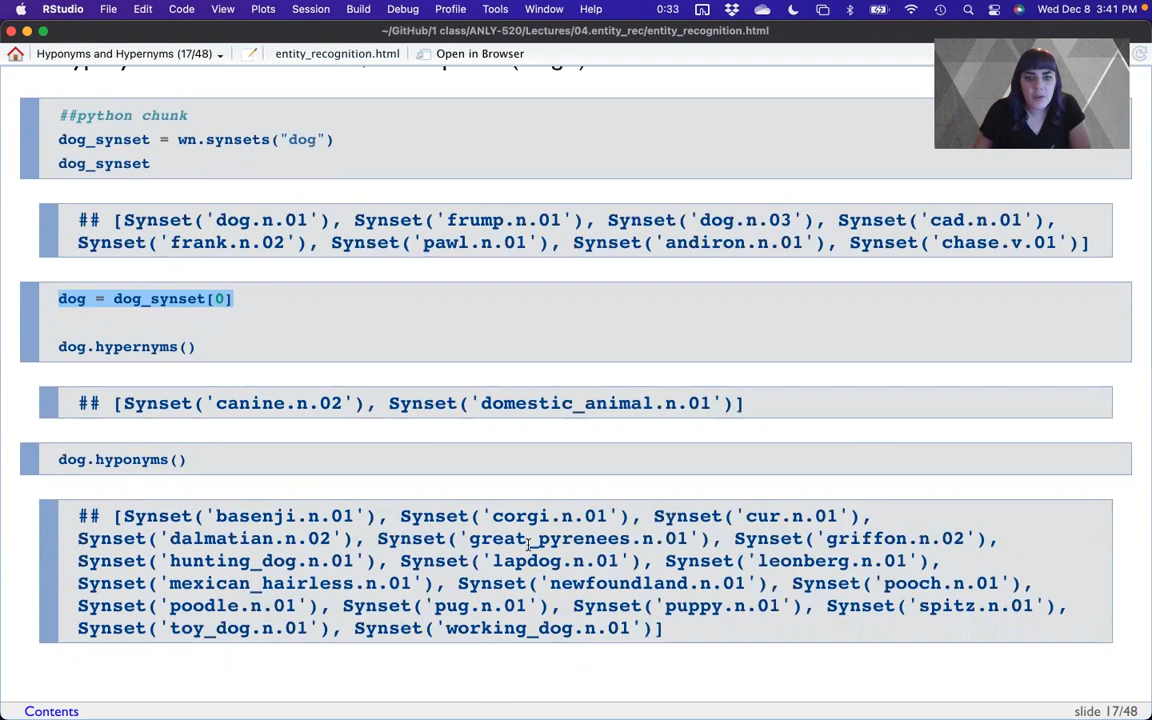 RStudio File Edit Code View Plots Session Build Debug Profile Tools Window Help 0:33 Wed Dec 8 3:41 PM
~/GitHub/1 class/ANLY-520/Lectures/04.entity_rec/entity_recognition.html
Hyponyms and Hypernyms (17/48) entity_recognition.html Open in Browser
##python chunk
dog_synset = wn.synsets("dog")
dog_synset
## [Synset('dog.n.01'), Synset('frump.n.01'), Synset('dog.n.03'), Synset('cad.n.01'),
Synset('frank.n.02'), Synset('pawl.n.01'), Synset('andiron.n.01'), Synset('chase.v.01')]
dog = dog_synset[0]
dog.hypernyms()
## [Synset('canine.n.02'), Synset('domestic_animal.n.01')]
dog.hyponyms()
## [Synset('basenji.n.01'), Synset('corgi.n.01'), Synset('cur.n.01'),
Synset('dalmatian.n.02'), Synset('great_pyrenees.n.01'), Synset('griffon.n.02'),
Synset('hunting_dog.n.01'), Synset('lapdog.n.01'), Synset('leonberg.n.01'),
Synset('mexican_hairless.n.01'), Synset('newfoundland.n.01'), Synset('pooch.n.01'),
Synset('poodle.n.01'), Synset('pug.n.01'), Synset('puppy.n.01'), Synset('spitz.n.01'),
Synset('toy_dog.n.01'), Synset('working_dog.n.01')]
Contents slide 17/48